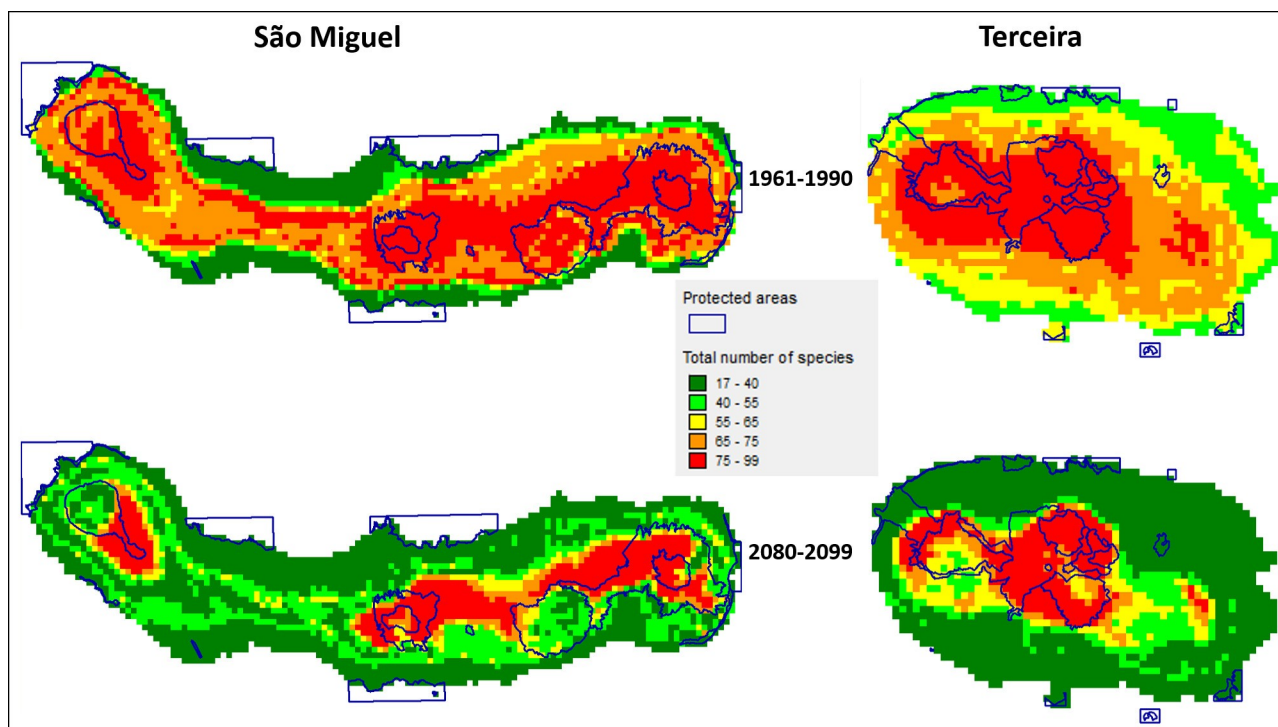 São Miguel
Terceira
1961-1990
Protected areas
Total number of species
17 - 40
40 - 55
55 - 65
65 - 75
75 - 99
2080-2099